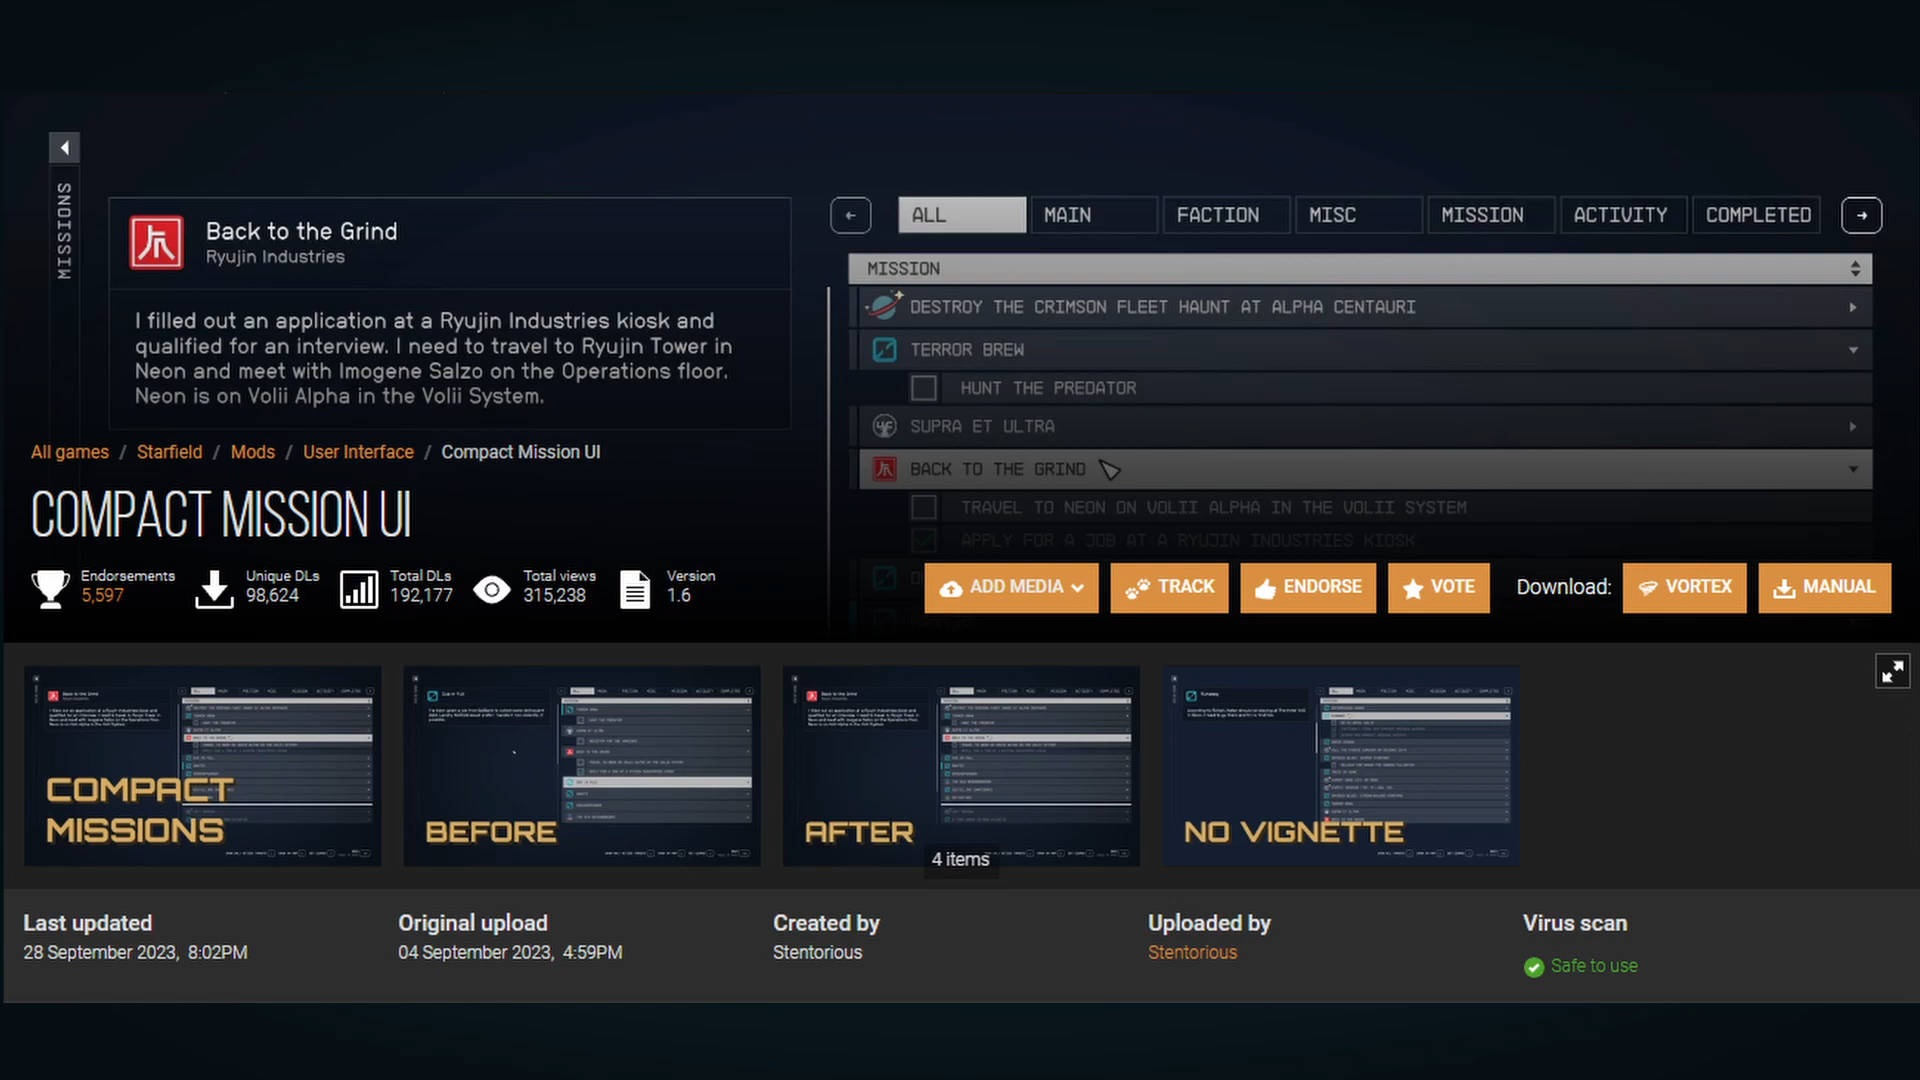 MISSIONS
Back to the Grind
Ryujin Industries
I filled out an application at a Ryujin Industries kiosk and
qualified for an interview. I need to travel to Ryujin Tower in
Neon and meet with Imogene Salzo on the Operations floor.
Neon is on Volii Alpha in the Volii System.
ALL MAIN FACTION MISC MISSION ACTIVITY COMPLETED
MISSION
DESTROY THE CRIMSON FLEET HAUNT AT ALPHA CENTAURI
TERROR BREW
HUNT THE PREDATOR
SUPRA ET ULTRA
BACK TO THE GRIND
TRAVEL TO NEON ON VOLII ALPHA IN THE VOLII SYSTEM
APPLY FOR A JOB AT A RYUJIN INDUSTRIES KIOSK
All games / Starfield / Mods / User Interface / Compact Mission UI
COMPACT MISSION UI
Endorsements
5,597
Unique DLs
98,624
Total DLs
192,177
Total views
315,238
Version
1.6
ADD MEDIA TRACK ENDORSE VOTE Download: VORTEX MANUAL
COMPACT
MISSIONS
BEFORE
AFTER
NO VIGNETTE
4 items
Last updated
28 September 2023, 8:02PM
Original upload
04 September 2023, 4:59PM
Created by
Stentorious
Uploaded by
Stentorious
Virus scan
Safe to use